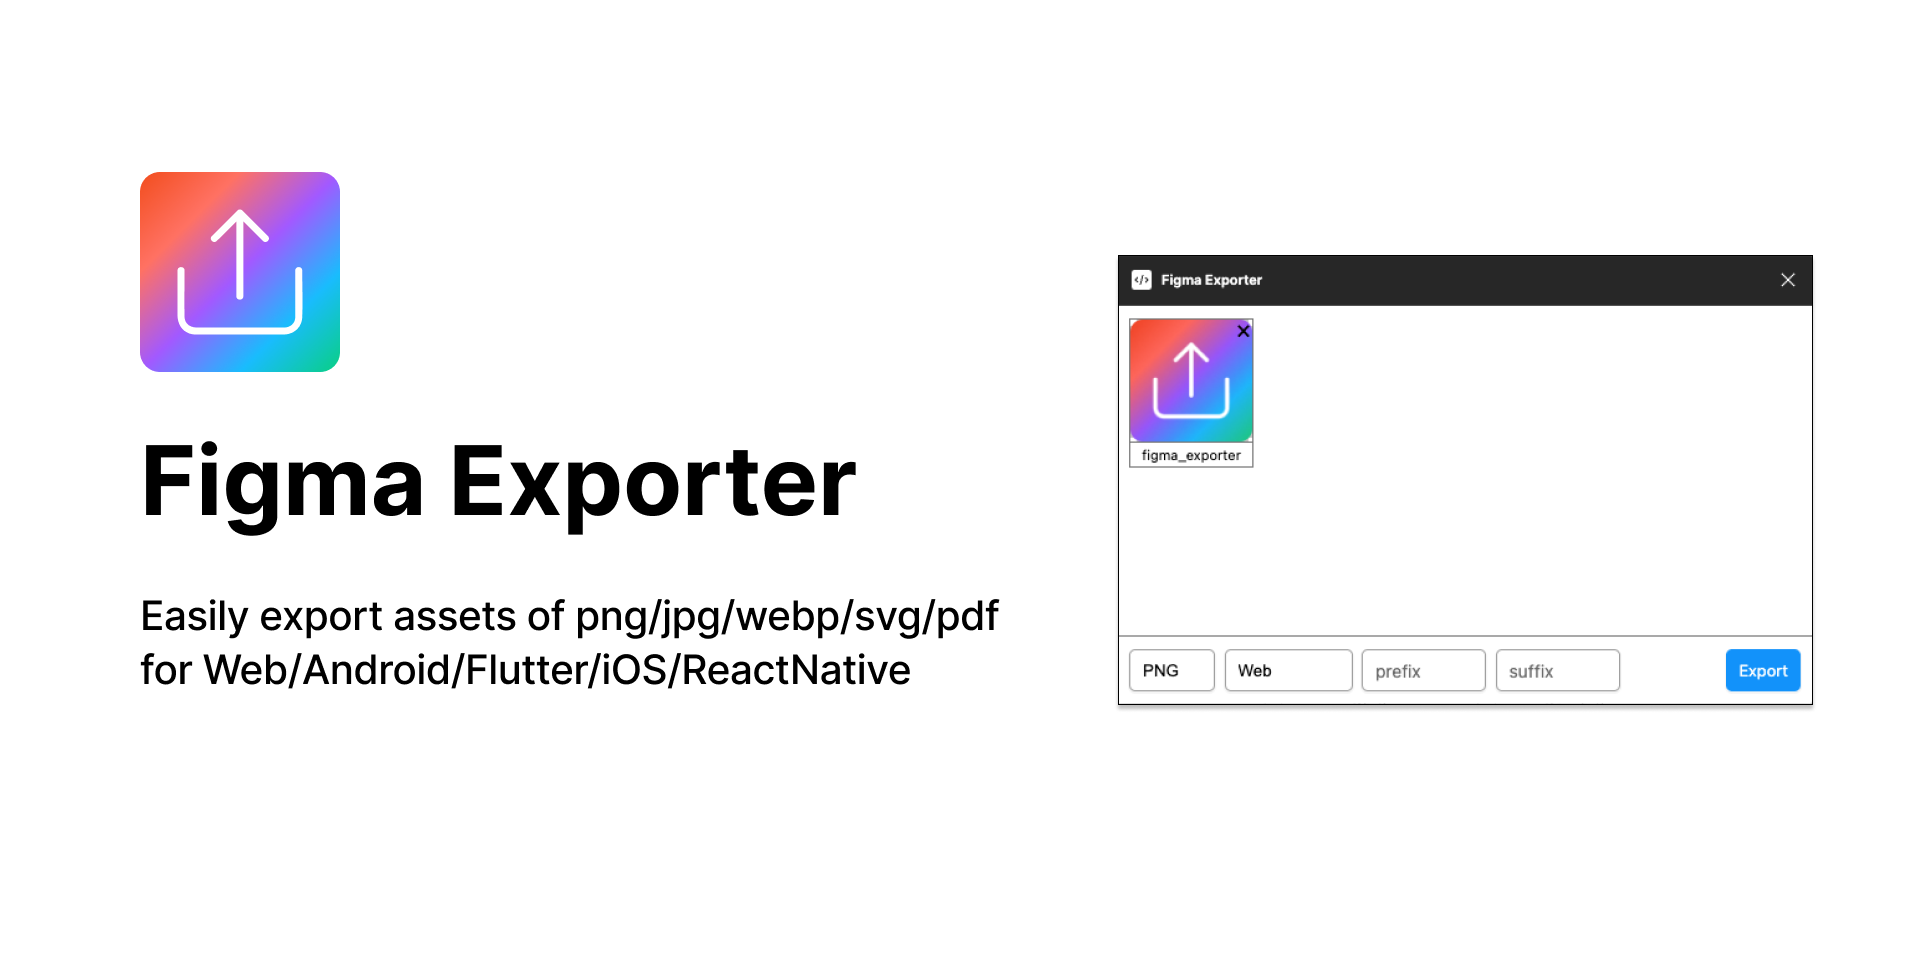 Figma Exporter
Easily export assets of png/jpg/webp/svg/pdf
for Web/Android/Flutter/iOS/ReactNative
</> Figma Exporter
figma_exporter
PNG Web prefix suffix Export